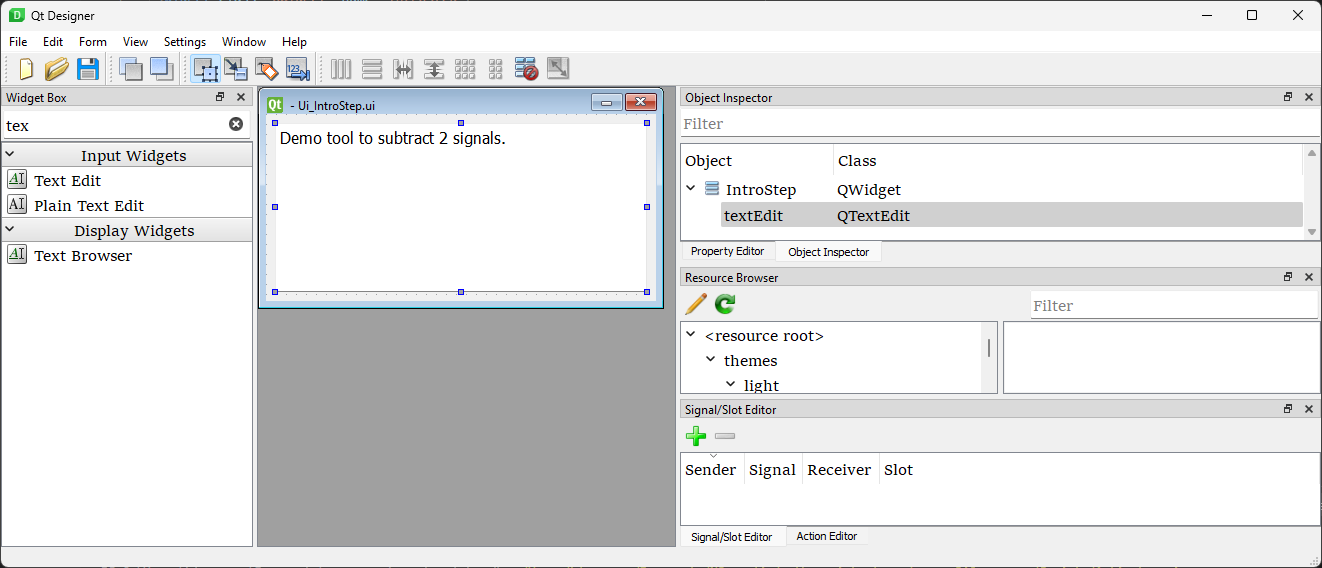 Qt Designer
File Edit Form View Settings Window Help
123
Widget Box
tex
Input Widgets
Text Edit
Plain Text Edit
Display Widgets
Text Browser
Qt - Ui_IntroStep.ui
Demo tool to subtract 2 signals.
Object Inspector
Filter
Object Class
IntroStep QWidget
textEdit QTextEdit
Property Editor Object Inspector
Resource Browser
Filter
<resource root>
themes
light
Signal/Slot Editor
Sender Signal Receiver Slot
Signal/Slot Editor Action Editor